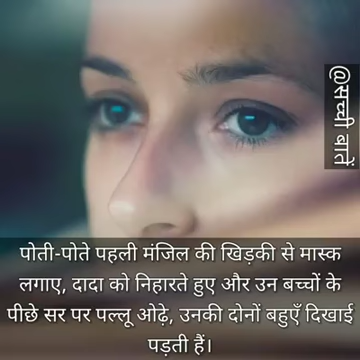 @सच्ची बातें
पोती-पोते पहली मंजिल की खिड़की से मास्क
लगाए, दादा को निहारते हुए और उन बच्चों के
पीछे सर पर पल्लू ओढ़े, उनकी दोनों बहुएँ दिखाई
पड़ती हैं।